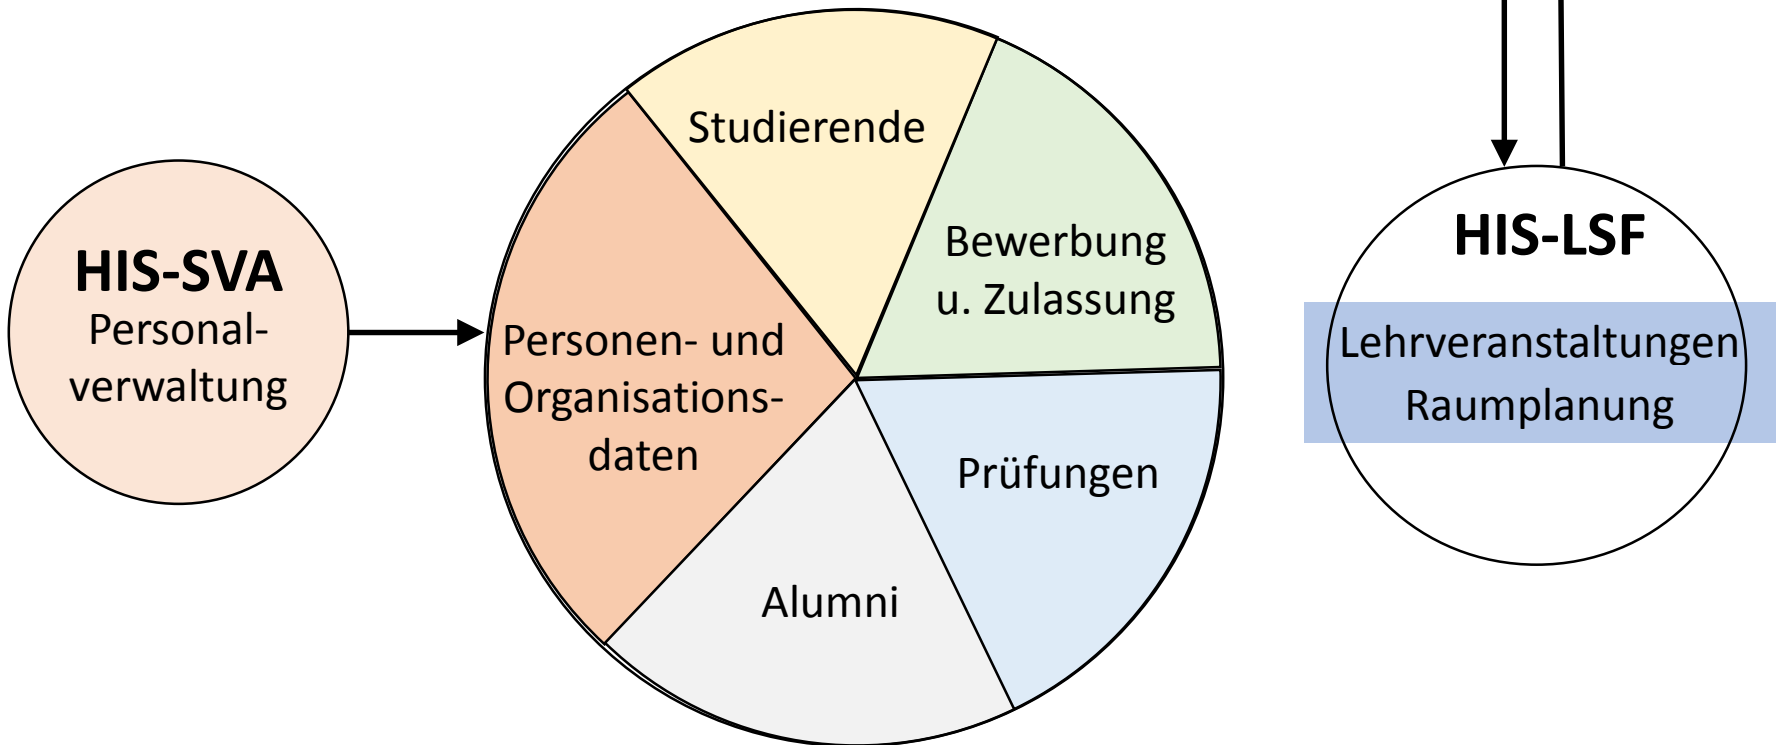 HIS-SVA
Personal-
verwaltung
Studierende
Bewerbung
u. Zulassung
Personen- und
Organisations-
daten
Prüfungen
Alumni
HIS-LSF
Lehrveranstaltungen
Raumplanung